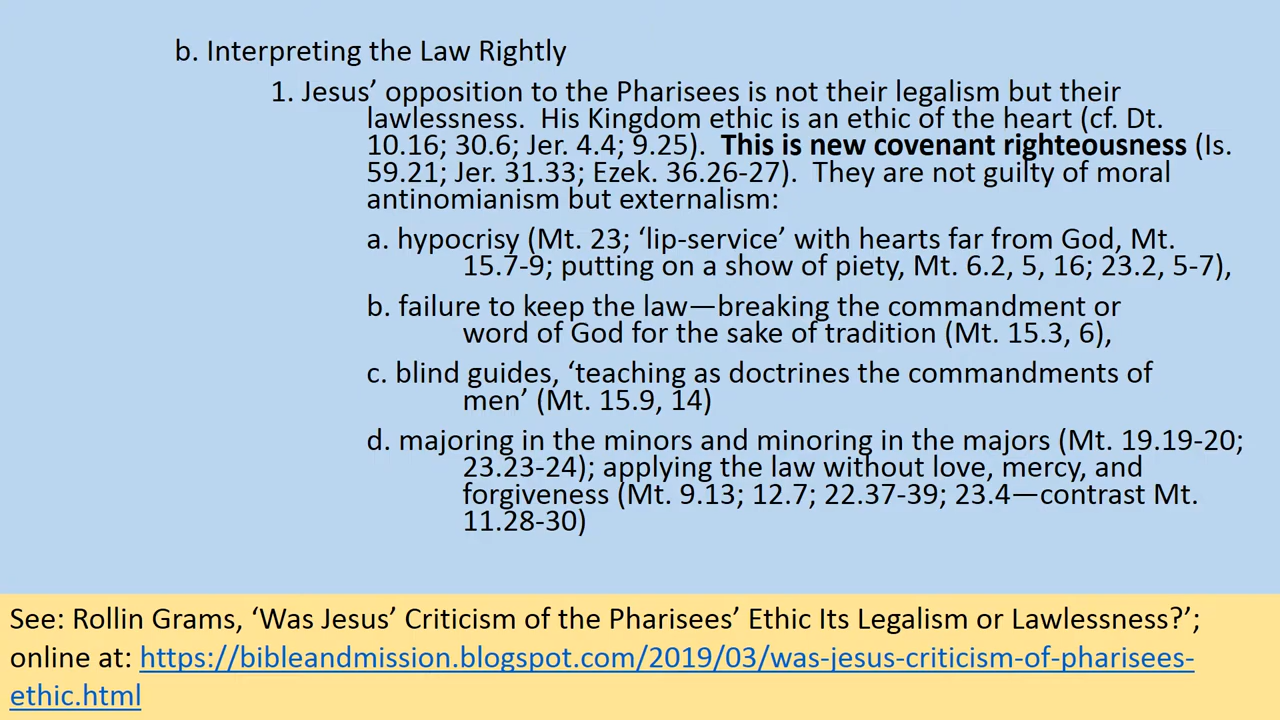 b. Interpreting the Law Rightly
1. Jesus’ opposition to the Pharisees is not their legalism but their
lawlessness.  His Kingdom ethic is an ethic of the heart (cf. Dt.
10.16; 30.6; Jer. 4.4; 9.25).  This is new covenant righteousness (Is.
59.21; Jer. 31.33; Ezek. 36.26-27).  They are not guilty of moral
antinomianism but externalism:
a. hypocrisy (Mt. 23; ‘lip-service’ with hearts far from God, Mt.
15.7-9; putting on a show of piety, Mt. 6.2, 5, 16; 23.2, 5-7),
b. failure to keep the law—breaking the commandment or
word of God for the sake of tradition (Mt. 15.3, 6),
c. blind guides, ‘teaching as doctrines the commandments of
men’ (Mt. 15.9, 14)
d. majoring in the minors and minoring in the majors (Mt. 19.19-20;
23.23-24); applying the law without love, mercy, and
forgiveness (Mt. 9.13; 12.7; 22.37-39; 23.4—contrast Mt.
11.28-30)
See: Rollin Grams, ‘Was Jesus’ Criticism of the Pharisees’ Ethic Its Legalism or Lawlessness?’;
online at: https://bibleandmission.blogspot.com/2019/03/was-jesus-criticism-of-pharisees-
ethic.html